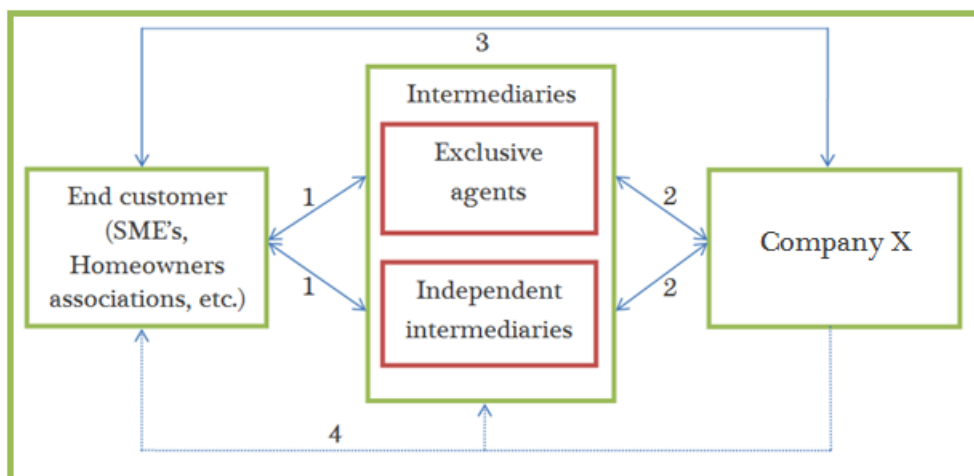 3
Intermediaries
Exclusive
agents
End customer
(SME's,
Homeowners
associations, etc.)
1
1
2
2
Company X
Independent
intermediaries
4